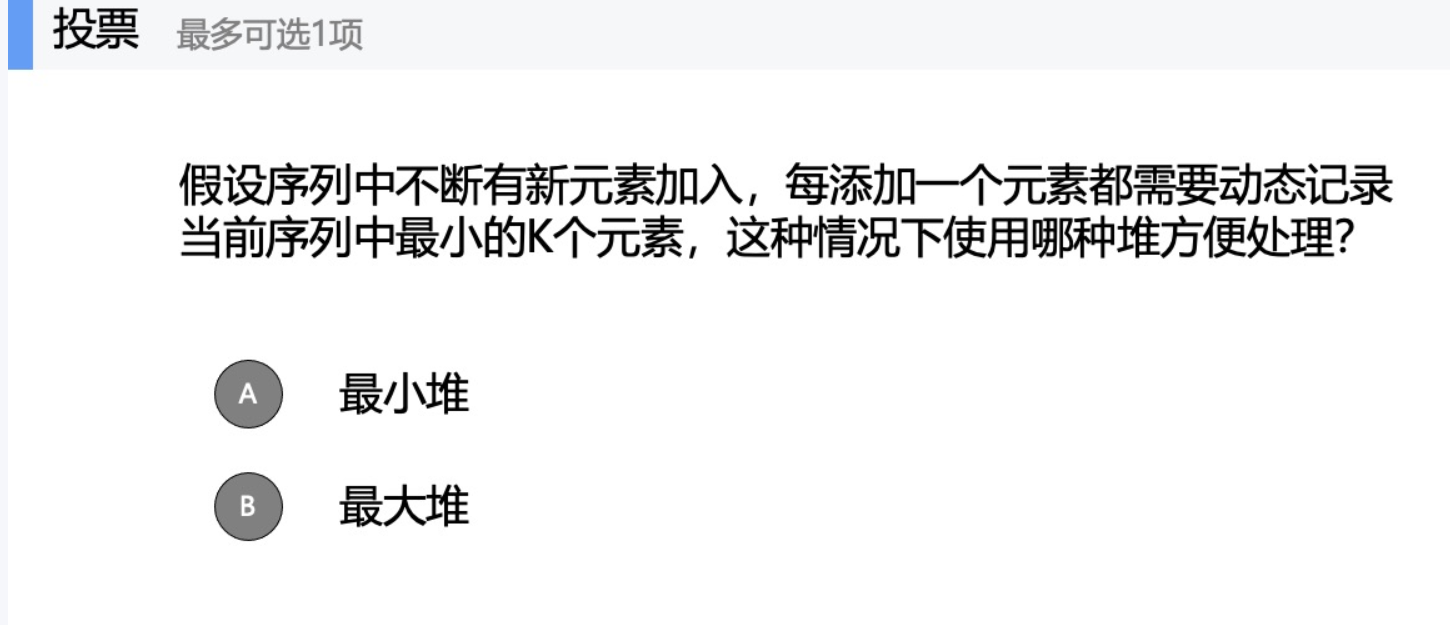 投票 最多可选1项
假设序列中不断有新元素加入，每添加一个元素都需要动态记录
当前序列中最小的K个元素，这种情况下使用哪种堆方便处理？
A 最小堆
B 最大堆